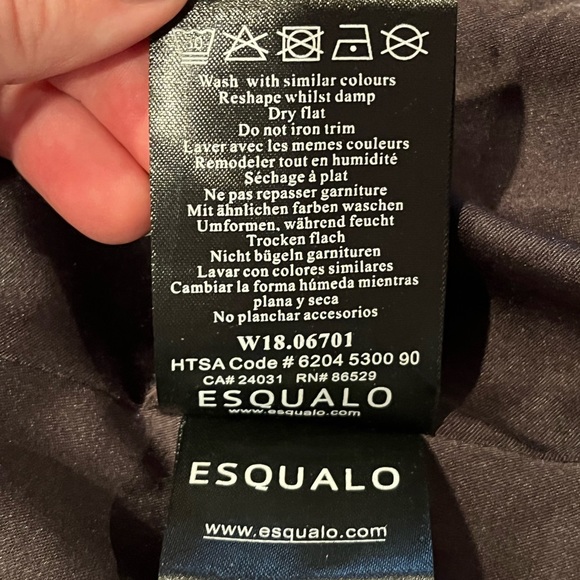 30
Wash with similar colours
Reshape whilst damp
Dry flat
Do not iron trim
Laver avec les memes couleurs
Remodeler tout en humidité
Séchage à plat
Ne pas repasser garniture
Mit ähnlichen farben waschen
Umformen, während feucht
Trocken flach
Nicht bügeln garnituren
Lavar con colores similares
Cambiar la forma húmeda mientras
plana y seca
No planchar accesorios
W18.06701
HTSA Code # 6204 5300 90
CA# 24031 RN# 86529
ESQUALO
www.esqualo.com
ESQUALO
www.esqualo.com